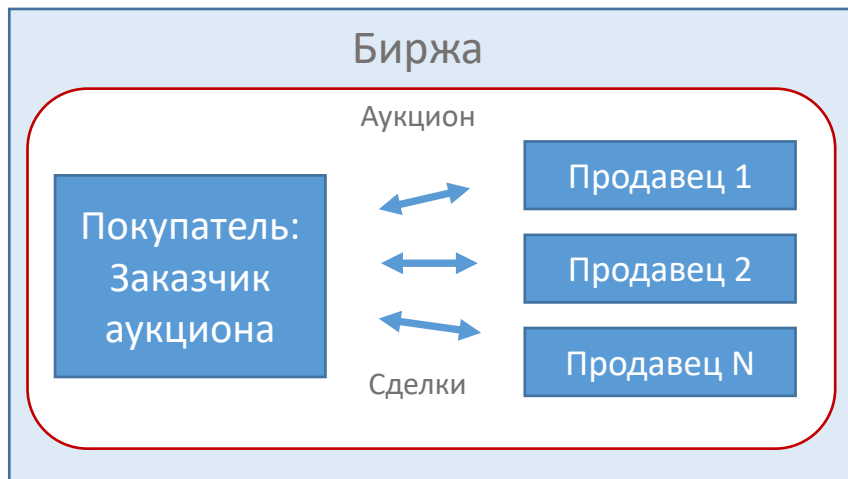 Биржа
Аукцион
Покупатель:
Заказчик
аукциона
Продавец 1
Продавец 2
Продавец N
Сделки